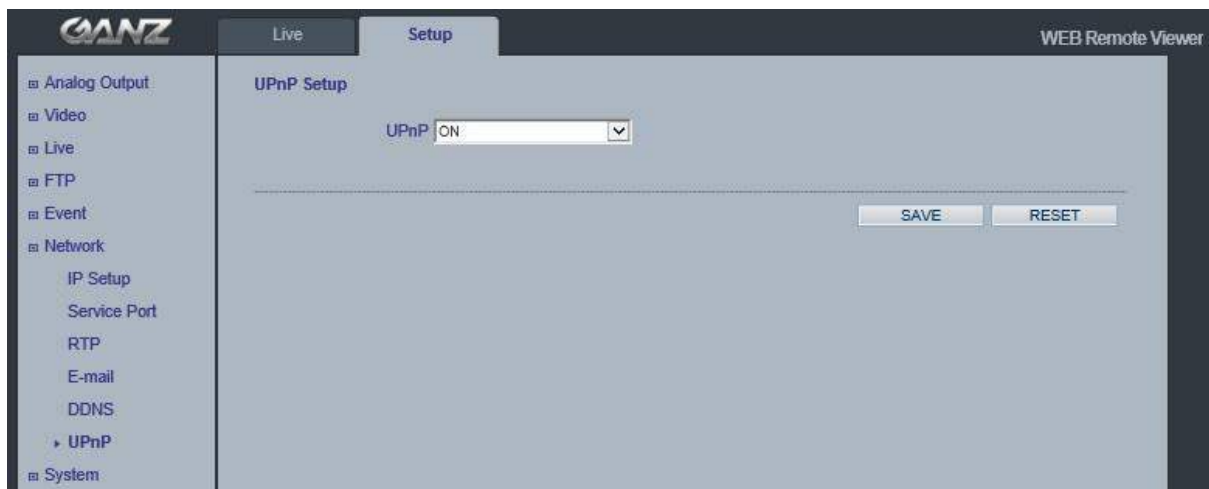 GANZ
Live
Setup
WEB Remote Viewer
Analog Output
Video
Live
FTP
Event
Network
IP Setup
Service Port
RTP
E-mail
DDNS
UPnP
System
UPnP Setup
UPnP ON
SAVE
RESET